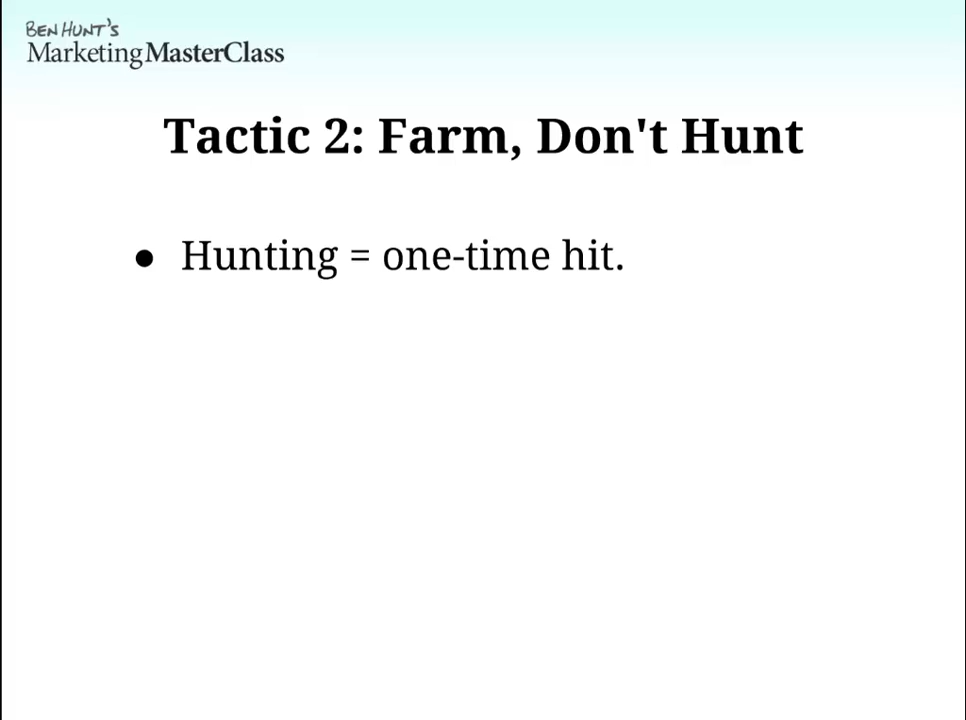 BEN HUNT'S
MarketingMasterClass
Tactic 2: Farm, Don't Hunt
● Hunting = one-time hit.